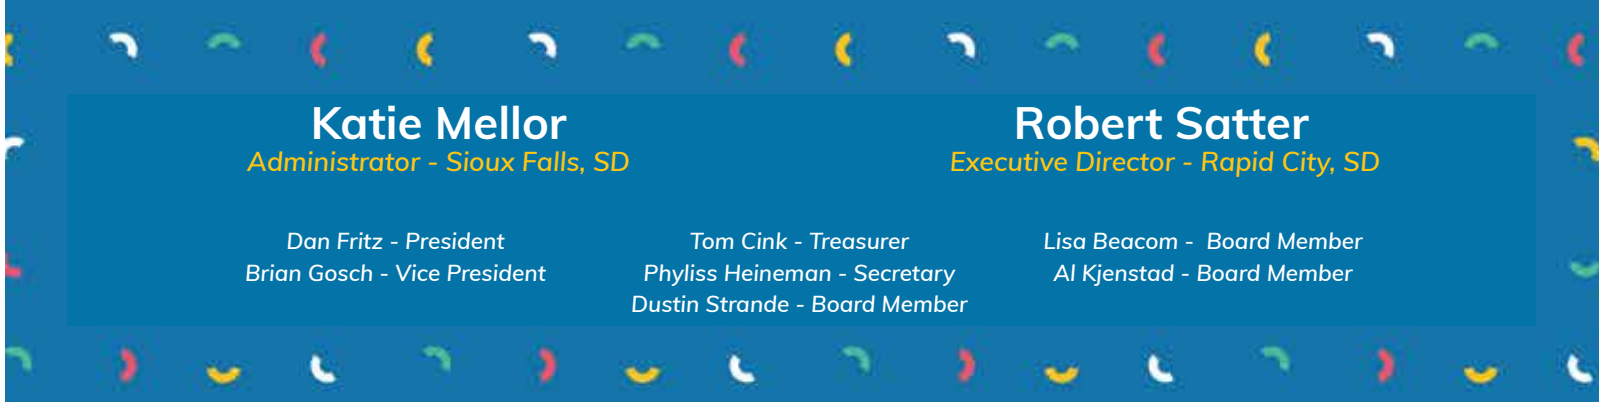 Katie Mellor
Administrator - Sioux Falls, SD
Robert Satter
Executive Director - Rapid City, SD
Dan Fritz - President
Brian Gosch - Vice President
Tom Cink - Treasurer
Phyliss Heineman - Secretary
Dustin Strande - Board Member
Lisa Beacom -  Board Member
Al Kjenstad - Board Member